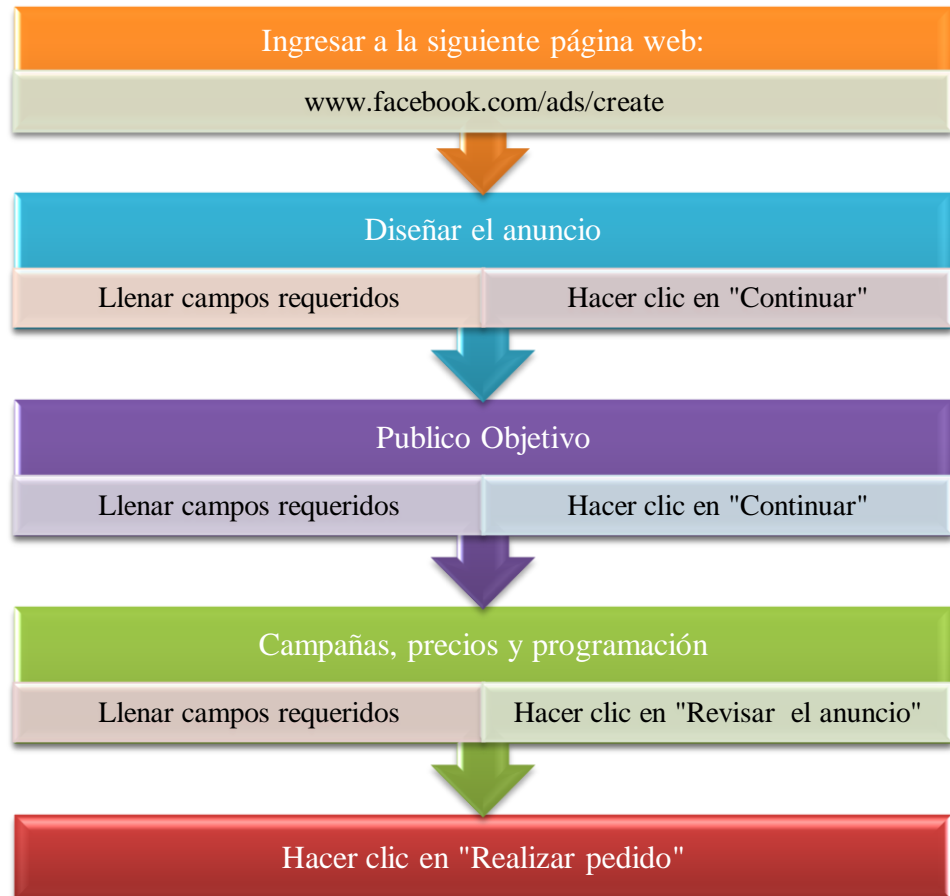 Ingresar a la siguiente página web:
www.facebook.com/ads/create
Diseñar el anuncio
Llenar campos requeridos
Hacer clic en "Continuar"
Publico Objetivo
Llenar campos requeridos
Hacer clic en "Continuar"
Campañas, precios y programación
Llenar campos requeridos
Hacer clic en "Revisar el anuncio"
Hacer clic en "Realizar pedido"